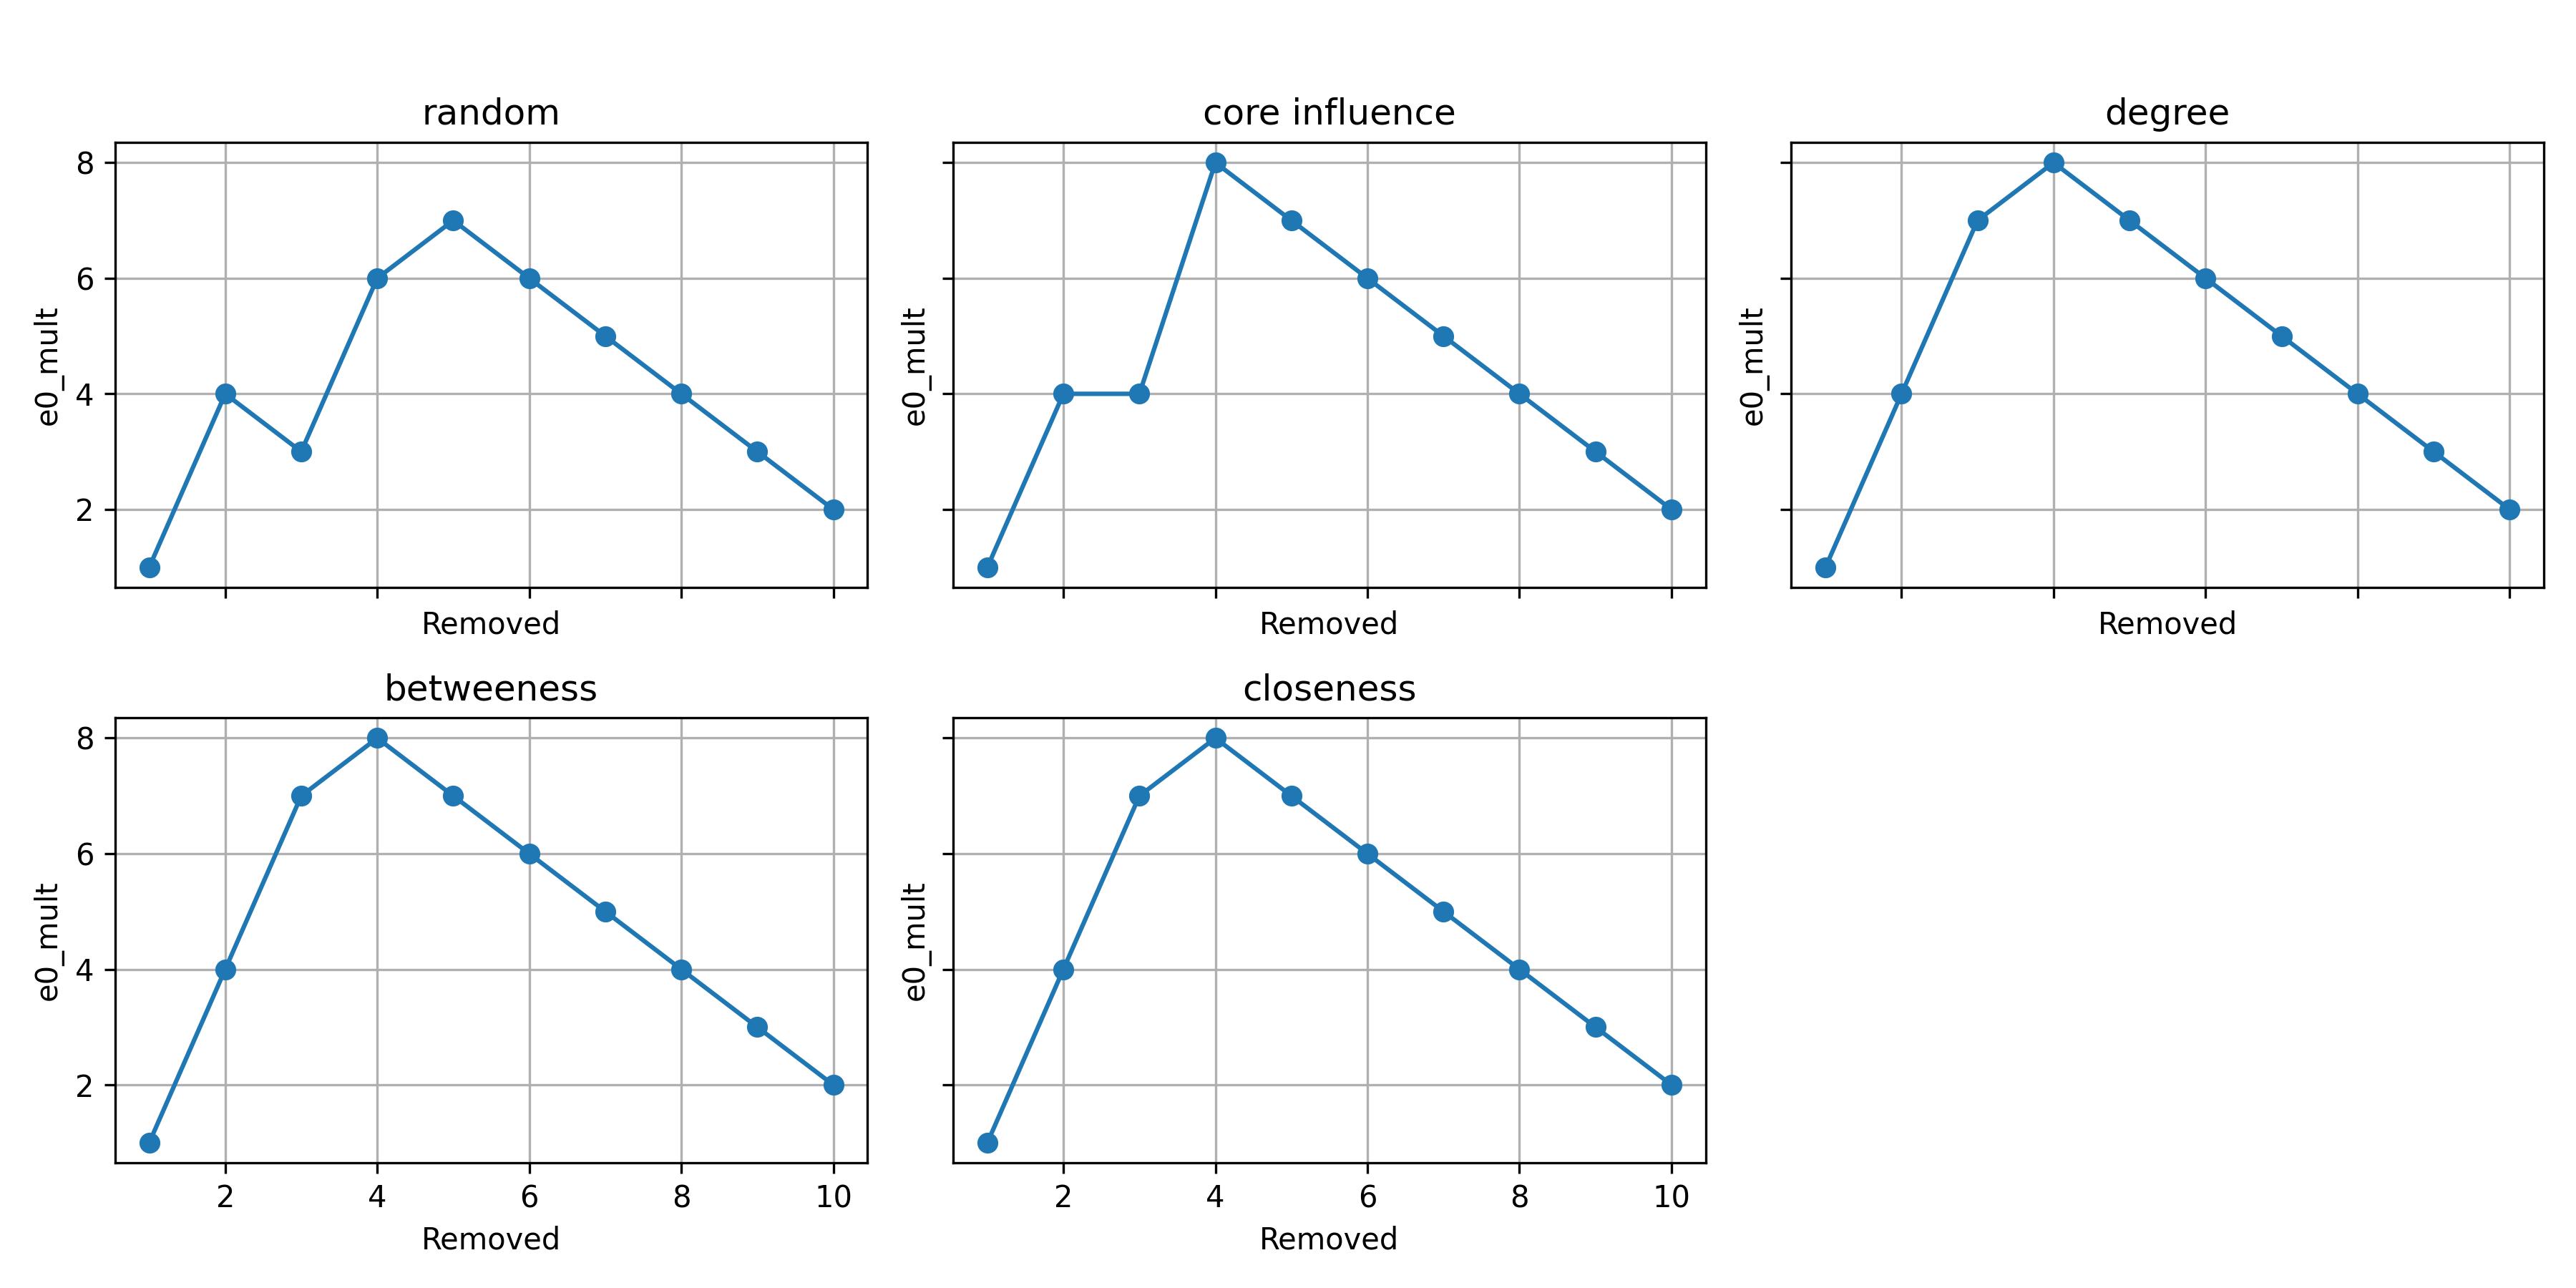 random
core influence
degree
8
6
4
2
e0_mult
e0_mult
e0_mult
Removed
Removed
Removed
betweeness
closeness
8
6
4
2
e0_mult
e0_mult
2 4 6 8 10
2 4 6 8 10
Removed
Removed